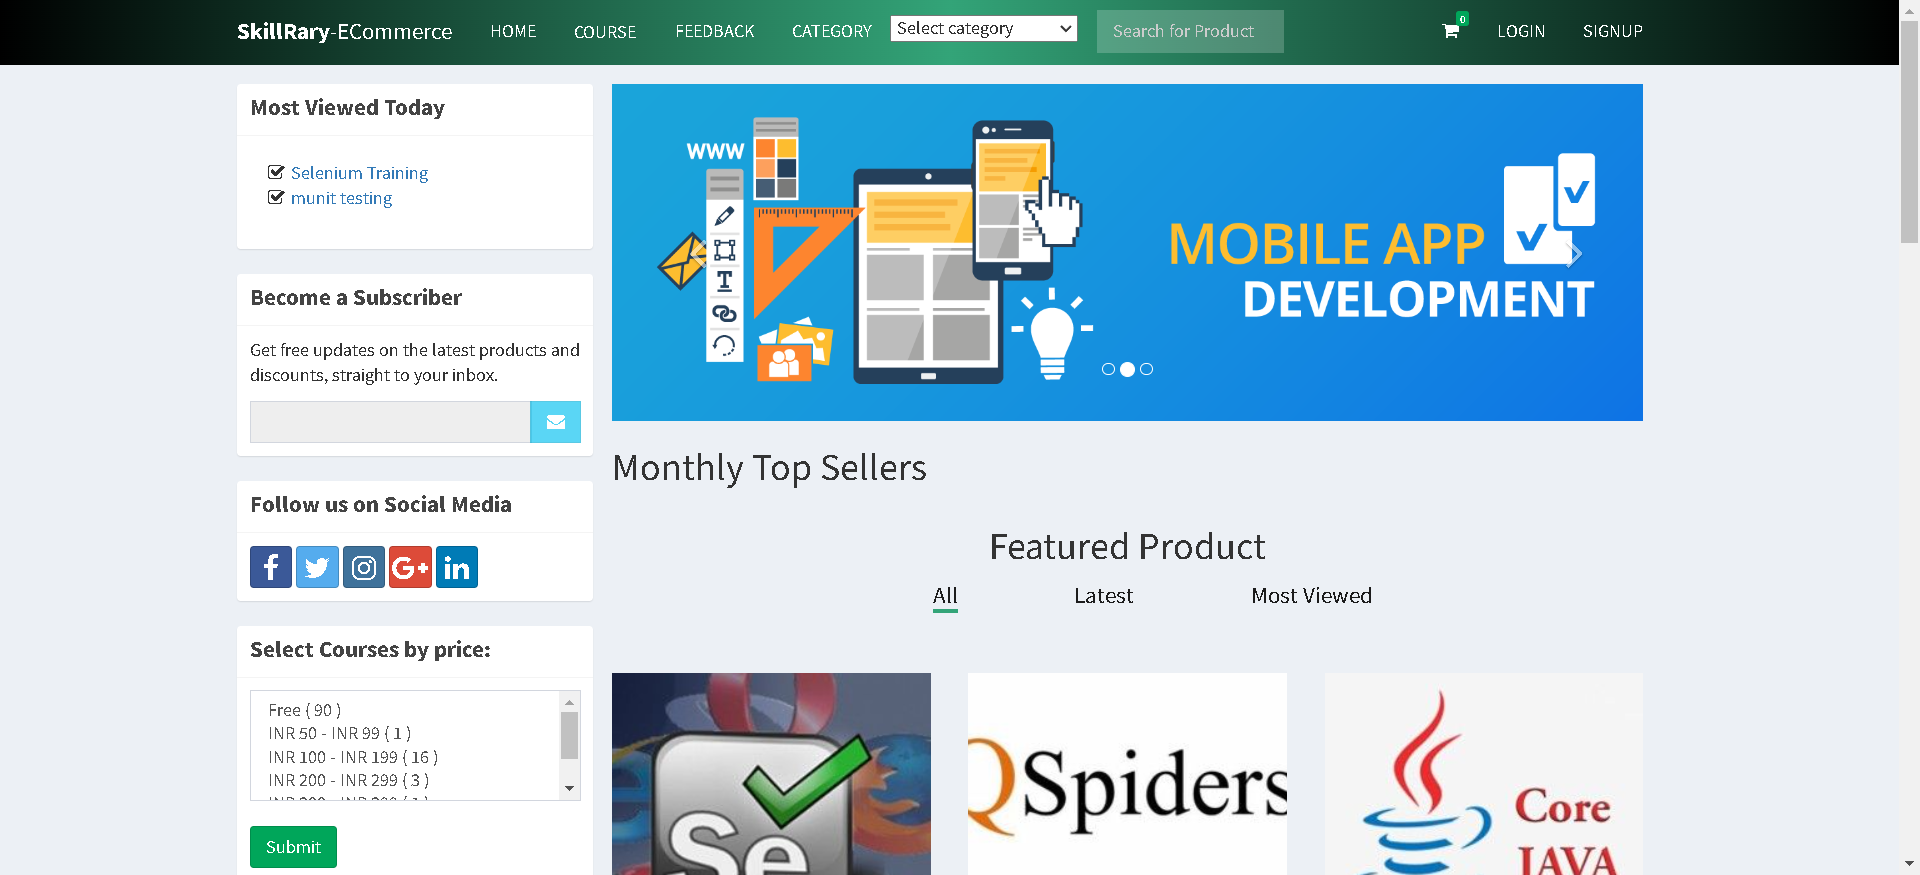 SkillRary-ECommerce HOME COURSE FEEDBACK CATEGORY Select category Search for Product 0 LOGIN SIGNUP
Most Viewed Today
Selenium Training
munit testing
Become a Subscriber
Get free updates on the latest products and
discounts, straight to your inbox.
Follow us on Social Media
Select Courses by price:
Free ( 90 )
INR 50 - INR 99 ( 1 )
INR 100 - INR 199 ( 16 )
INR 200 - INR 299 ( 3 )
Submit
WWW
T
MOBILE APP
DEVELOPMENT
Monthly Top Sellers
Featured Product
All Latest Most Viewed
Se
QSpiders
Core
JAVA